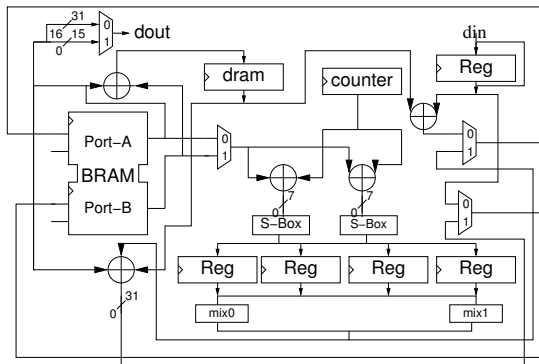 31
16
0
15
0
1
dout
din
Reg
dram
counter
Port-A
BRAM
Port-B
0
1
0
1
0
1
7
0
7
0
S-Box
S-Box
Reg
Reg
Reg
Reg
mix0
mix1
31
0